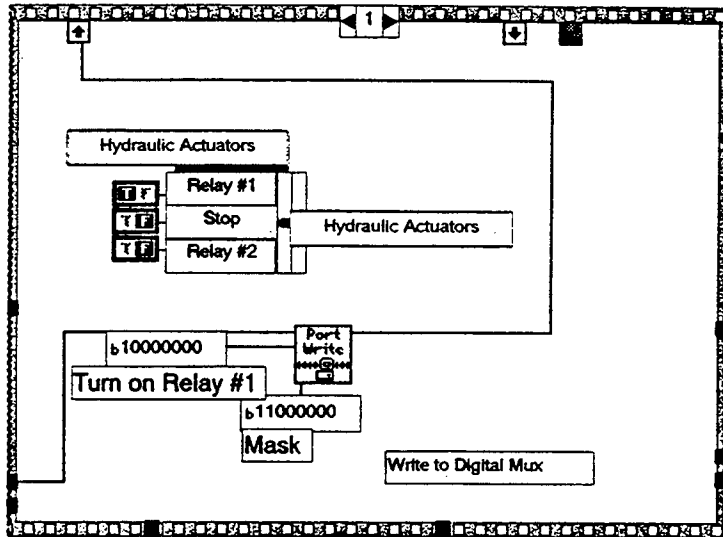 1
Hydraulic Actuators
T F Relay #1
T F Stop
Hydraulic Actuators
T F Relay #2
b10000000
Port
Write
Turn on Relay #1
b11000000
Mask
Write to Digital Mux